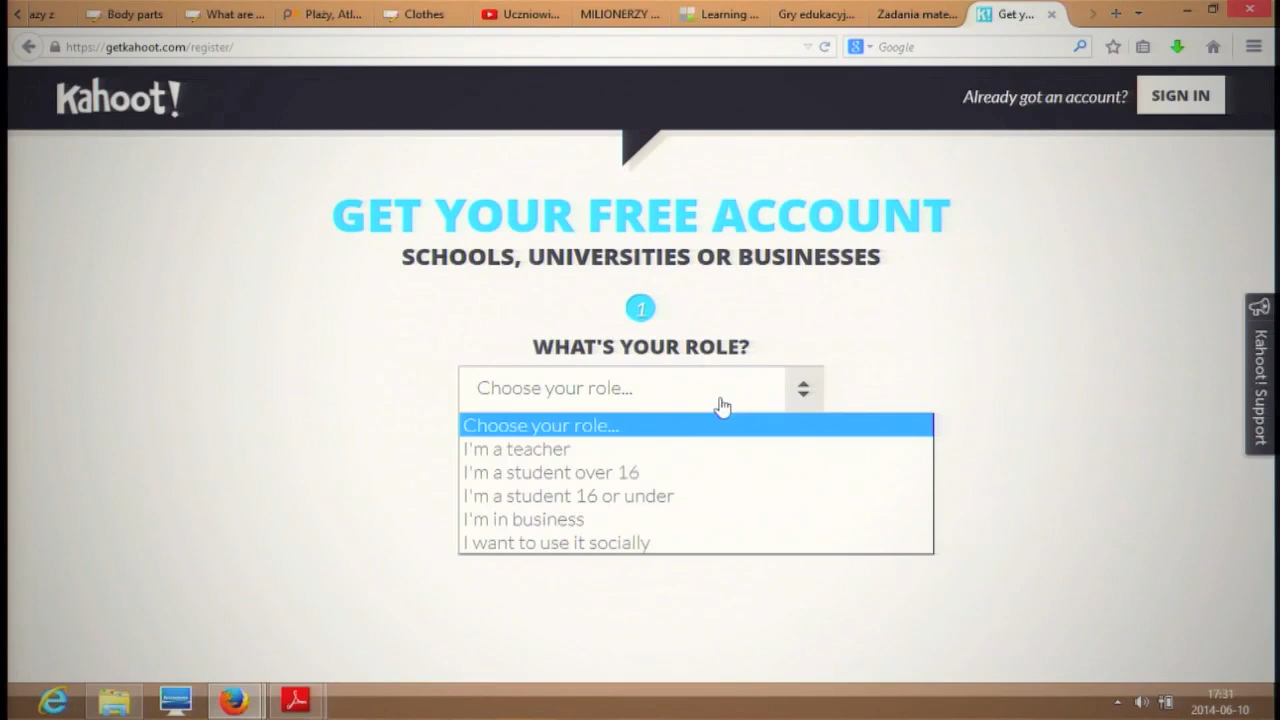 azy z
Body parts
What are ...
Plaży, Atl...
Clothes
Uczniowi...
MILIONERZY ...
Learning ...
Gry edukacyj...
Zadania mate...
Get y...
https://getkahoot.com/register/
Google
Kahoot!
Already got an account?
SIGN IN
GET YOUR FREE ACCOUNT
SCHOOLS, UNIVERSITIES OR BUSINESSES
1
WHAT'S YOUR ROLE?
Choose your role...
Choose your role...
I'm a teacher
I'm a student over 16
I'm a student 16 or under
I'm in business
I want to use it socially
Kahoot! Support
17:31
2014-06-10